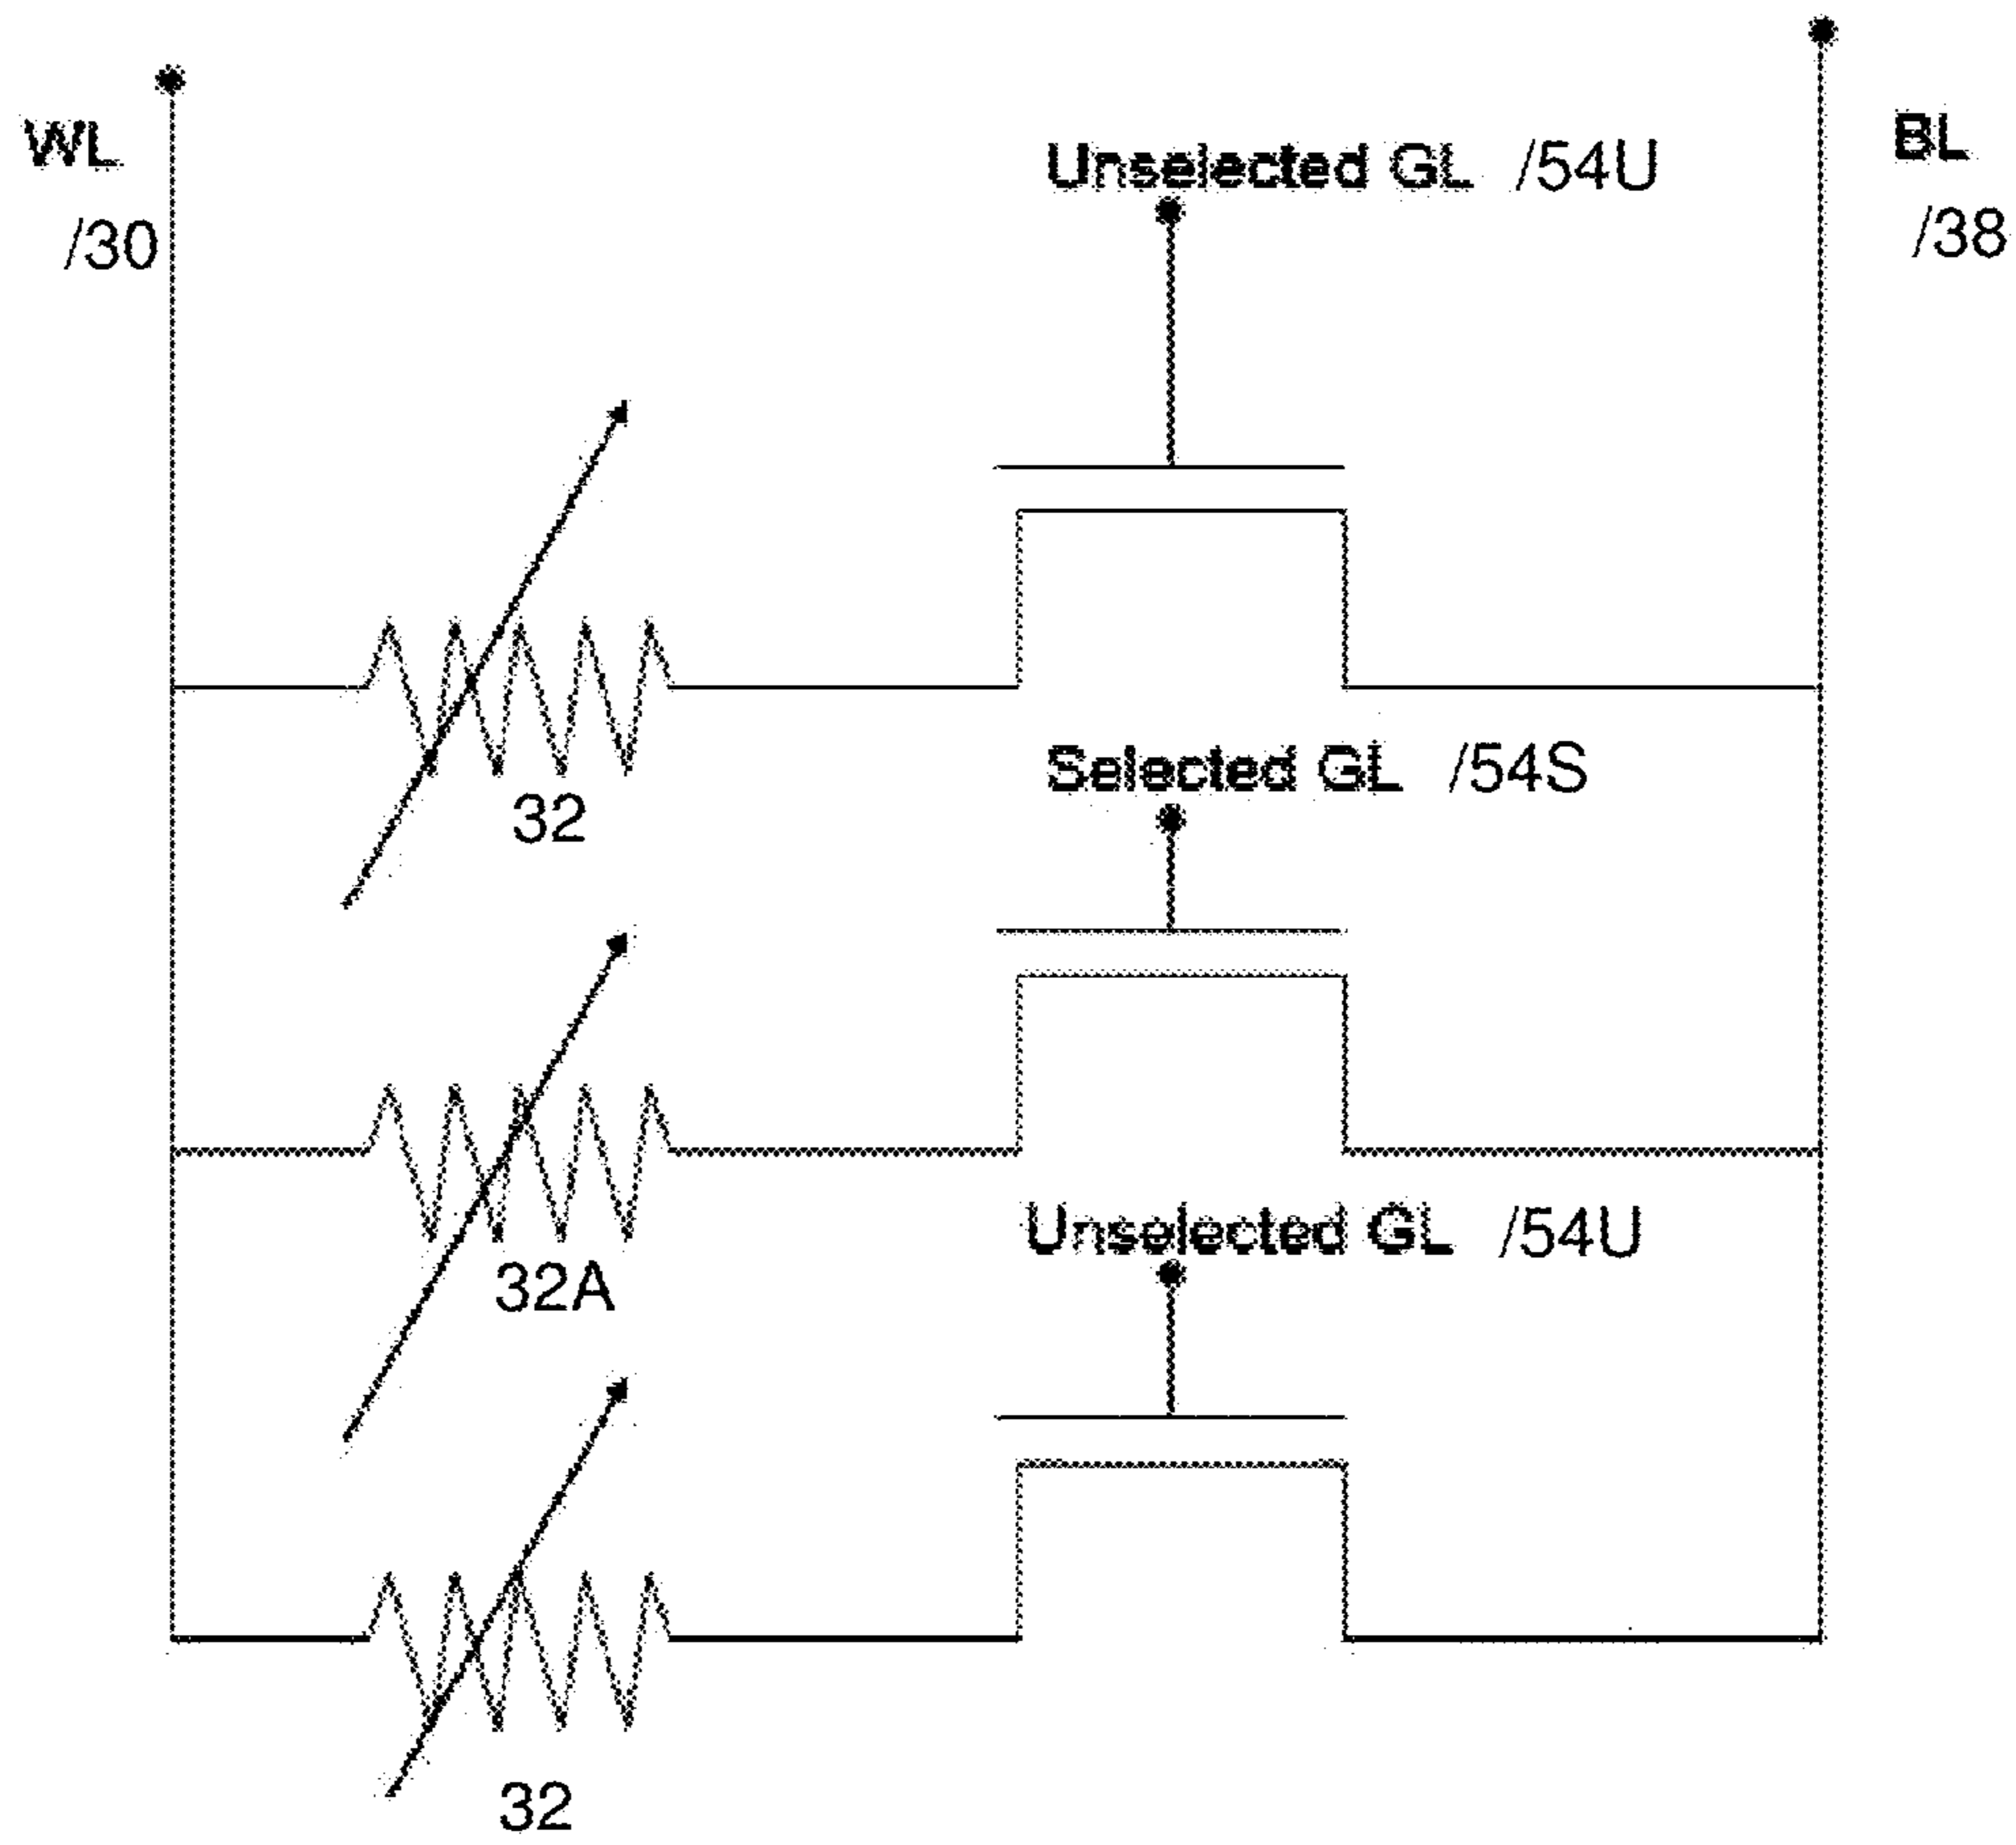 WL
/30
Unselected GL /54U
BL
/38
32
Selected GL /54S
32A
Unselected GL /54U
32